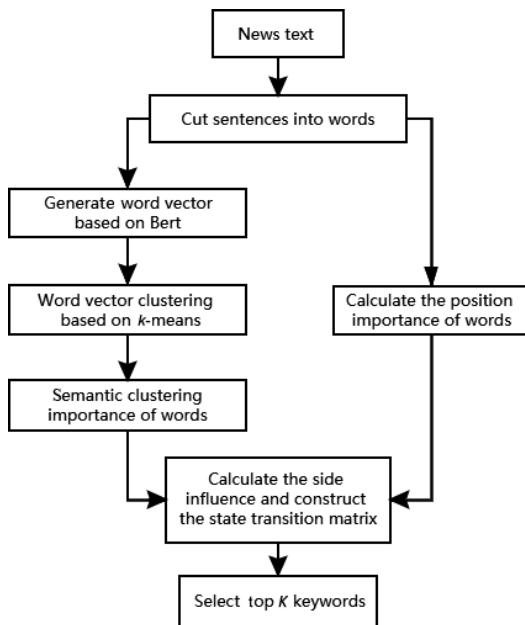 News text
Cut sentences into words
Generate word vector
based on Bert
Word vector clustering
based on k-means
Calculate the position
importance of words
Semantic clustering
importance of words
Calculate the side
influence and construct
the state transition matrix
Select top K keywords